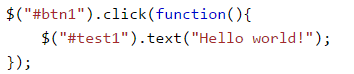 $("#btn1").click(function(){
    $("#test1").text("Hello world!");
});